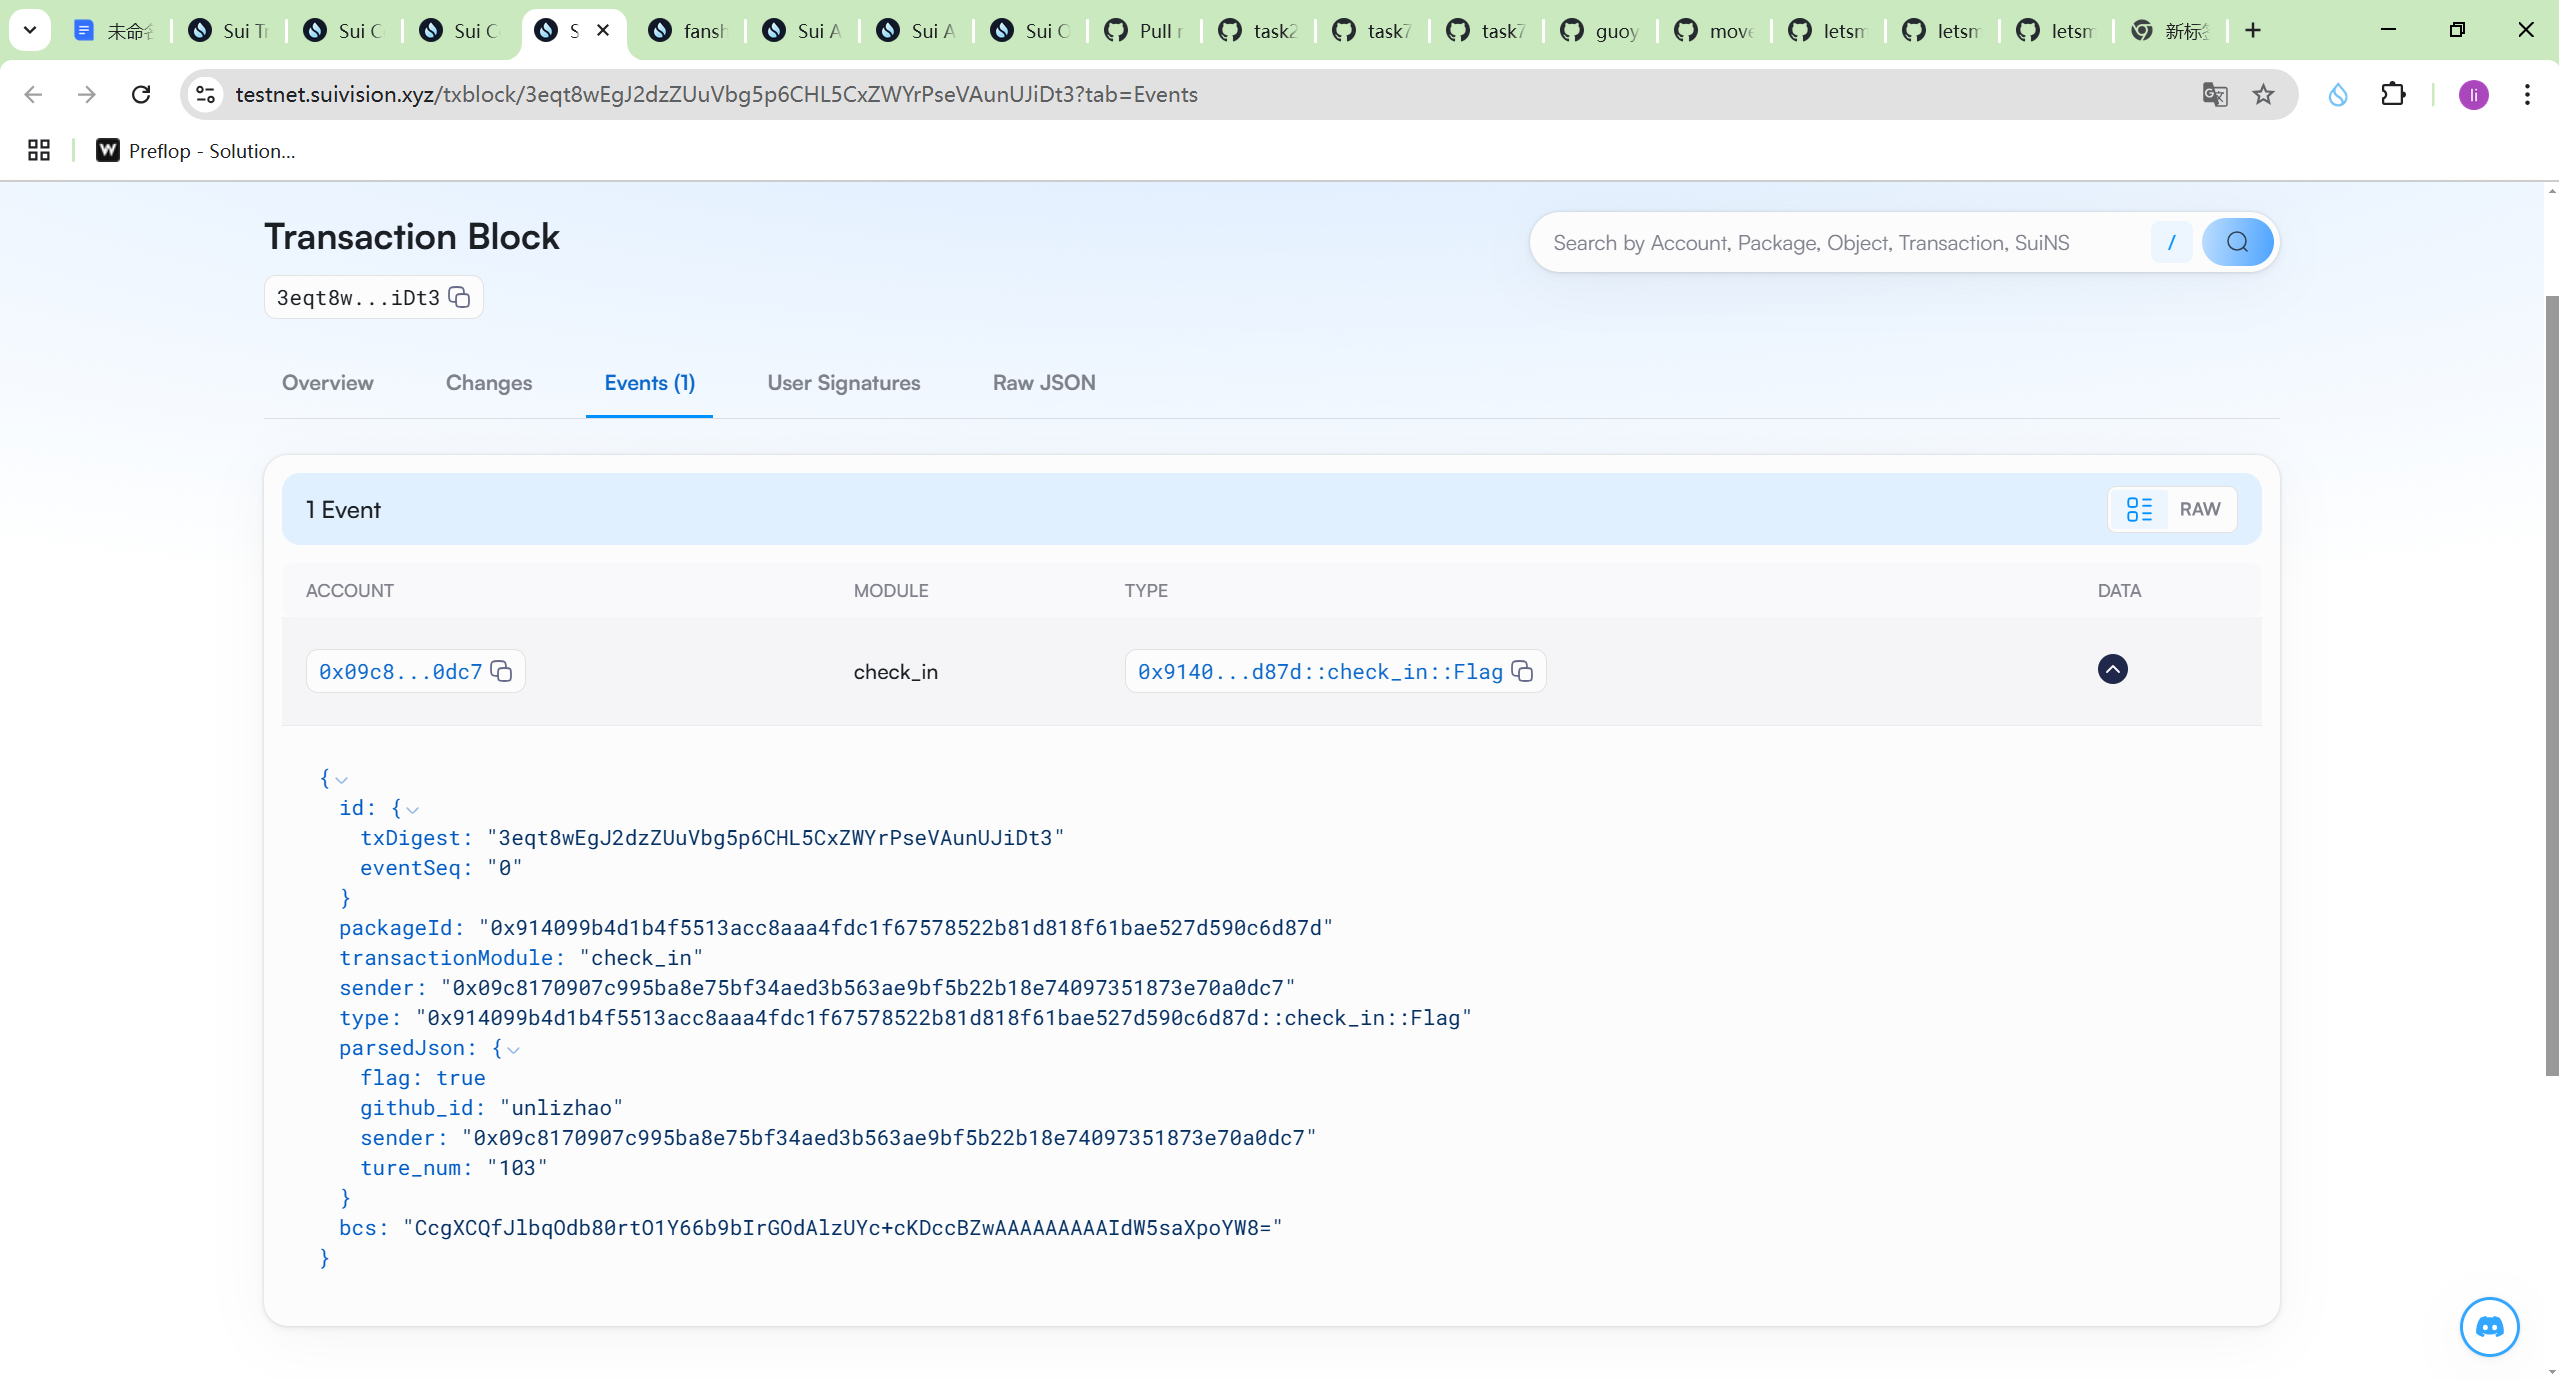 Sui Tr
Sui C
Sui C
S
fansh
Sui A
Sui A
Sui O
Pull r
task2
task7
task7
guoy
move
letsm
letsm
letsm
新标签
testnet.suivision.xyz/txblock/3eqt8wEgJ2dzZUuVbg5p6CHL5CxZWYrPseVAunUJiDt3?tab=Events
li
Preflop - Solution...
Transaction Block
Search by Account, Package, Object, Transaction, SuiNS
/
3eqt8w...iDt3
Overview
Changes
Events (1)
User Signatures
Raw JSON
1 Event
RAW
ACCOUNT
MODULE
TYPE
DATA
0x09c8...0dc7
check_in
0x9140...d87d::check_in::Flag
{
id: {
txDigest: "3eqt8wEgJ2dzZUuVbg5p6CHL5CxZWYrPseVAunUJiDt3"
eventSeq: "0"
}
packageId: "0x914099b4d1b4f5513acc8aaa4fdc1f67578522b81d818f61bae527d590c6d87d"
transactionModule: "check_in"
sender: "0x09c8170907c995ba8e75bf34aed3b563ae9bf5b22b18e74097351873e70a0dc7"
type: "0x914099b4d1b4f5513acc8aaa4fdc1f67578522b81d818f61bae527d590c6d87d::check_in::Flag"
parsedJson: {
flag: true
github_id: "unlizhao"
sender: "0x09c8170907c995ba8e75bf34aed3b563ae9bf5b22b18e74097351873e70a0dc7"
ture_num: "103"
}
bcs: "CcgXCQfJlbqOdb80rtO1Y66b9bIrGOdAlzUYc+cKDccBZwAAAAAAAAAIdW5saXpoYW8="
}